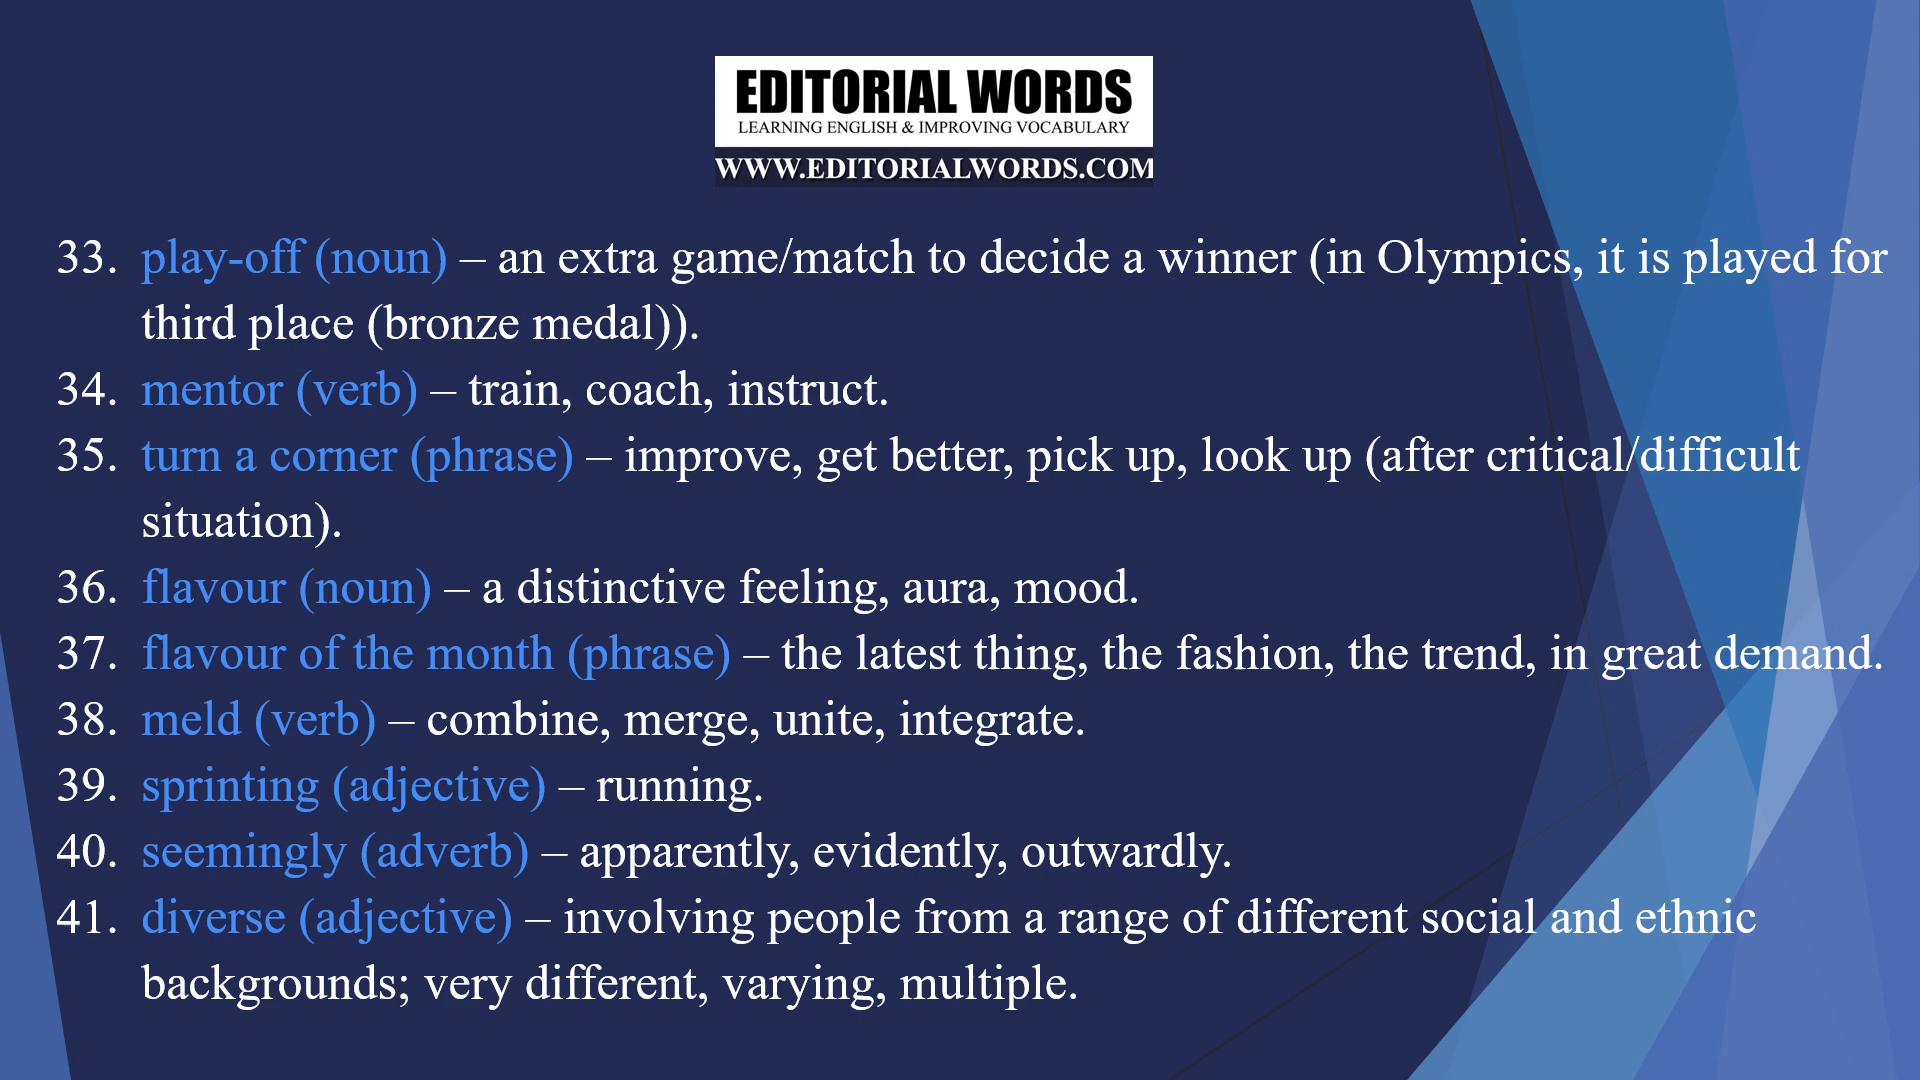 EDITORIAL WORDS
LEARNING ENGLISH & IMPROVING VOCABULARY
WWW.EDITORIALWORDS.COM
33. play-off (noun) – an extra game/match to decide a winner (in Olympics, it is played for
third place (bronze medal)).
34. mentor (verb) – train, coach, instruct.
35. turn a corner (phrase) – improve, get better, pick up, look up (after critical/difficult
situation).
36. flavour (noun) – a distinctive feeling, aura, mood.
37. flavour of the month (phrase) – the latest thing, the fashion, the trend, in great demand.
38. meld (verb) – combine, merge, unite, integrate.
39. sprinting (adjective) – running.
40. seemingly (adverb) – apparently, evidently, outwardly.
41. diverse (adjective) – involving people from a range of different social and ethnic
backgrounds; very different, varying, multiple.